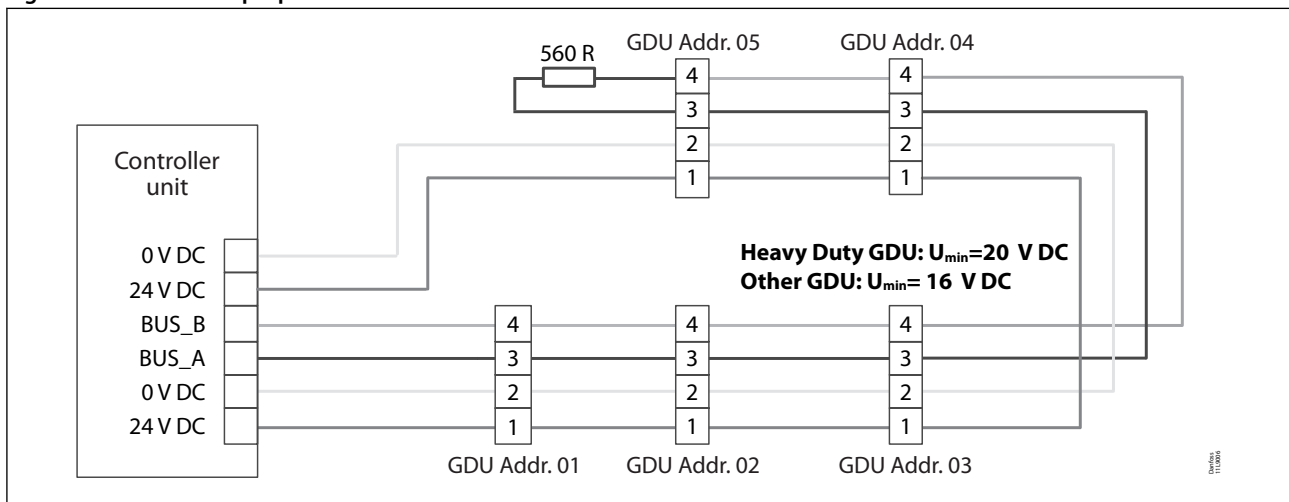 560 R
GDU Addr. 05
GDU Addr. 04
4
4
3
3
2
2
1
1
Controller
unit
0 V DC
24 V DC
BUS_B
BUS_A
0 V DC
24 V DC
Heavy Duty GDU: Umin=20 V DC
Other GDU: Umin= 16 V DC
4
4
4
3
3
3
2
2
2
1
1
1
GDU Addr. 01
GDU Addr. 02
GDU Addr. 03
Danfoss